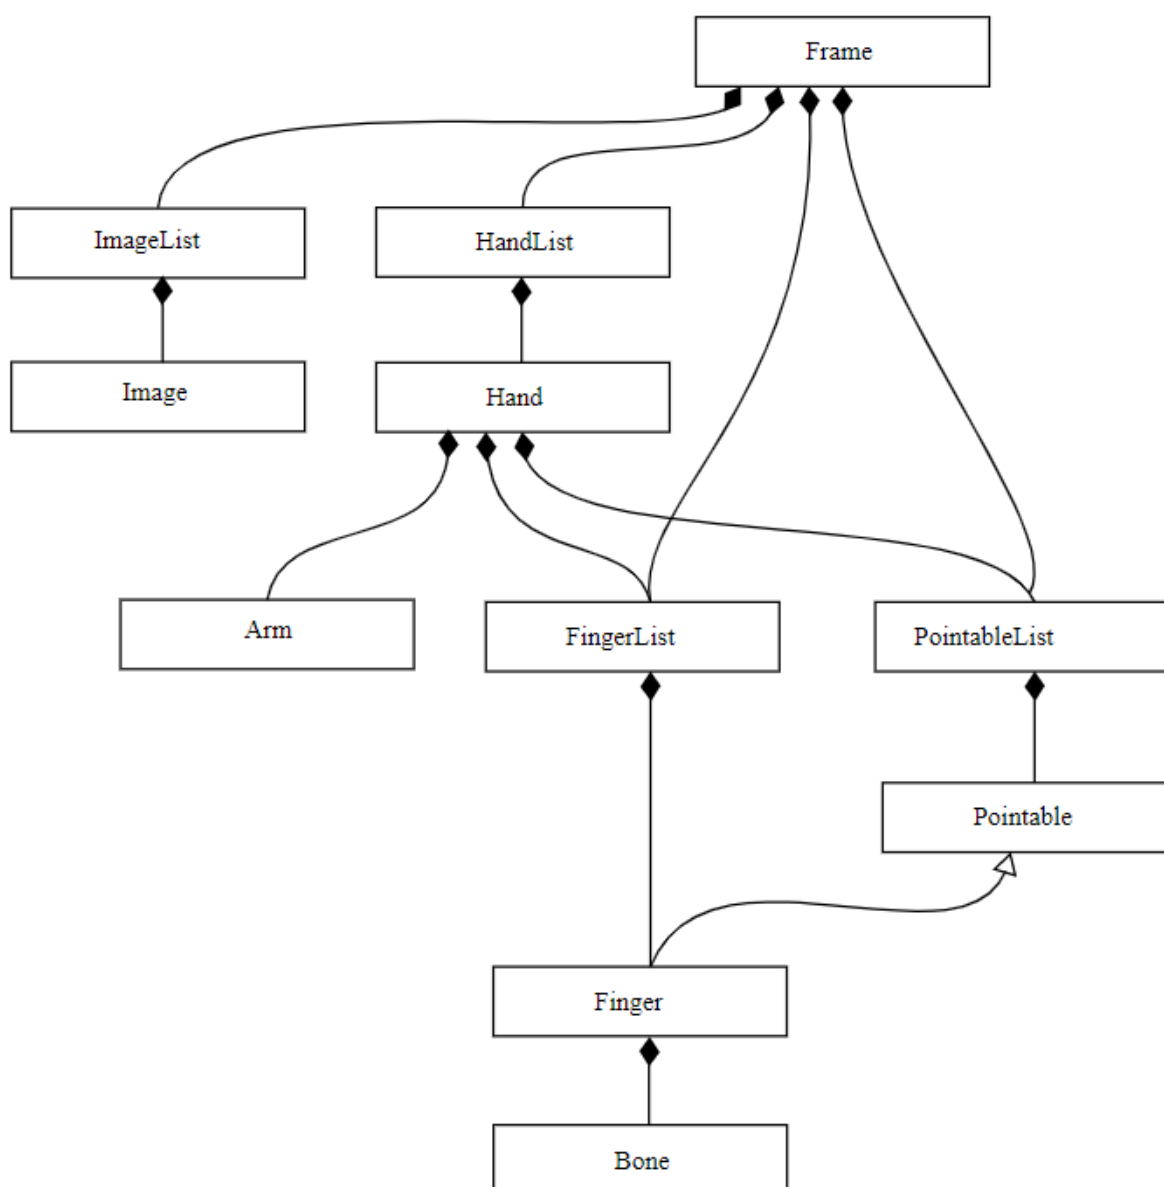 Frame
ImageList
HandList
Image
Hand
Arm
FingerList
PointableList
Pointable
Finger
Bone